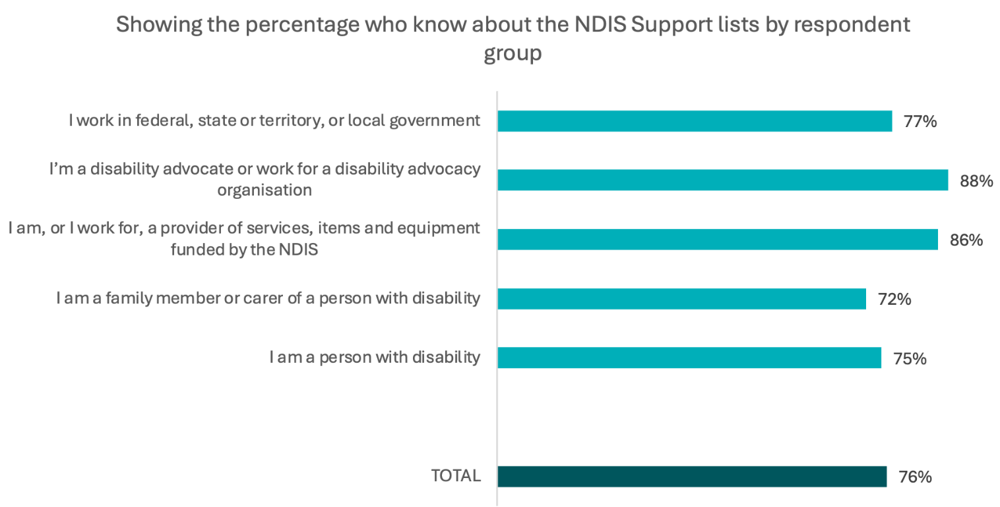 Showing the percentage who know about the NDIS Support lists by respondent
group
I work in federal, state or territory, or local government
77%
I’m a disability advocate or work for a disability advocacy
organisation
88%
I am, or I work for, a provider of services, items and equipment
funded by the NDIS
86%
I am a family member or carer of a person with disability
72%
I am a person with disability
75%
TOTAL
76%